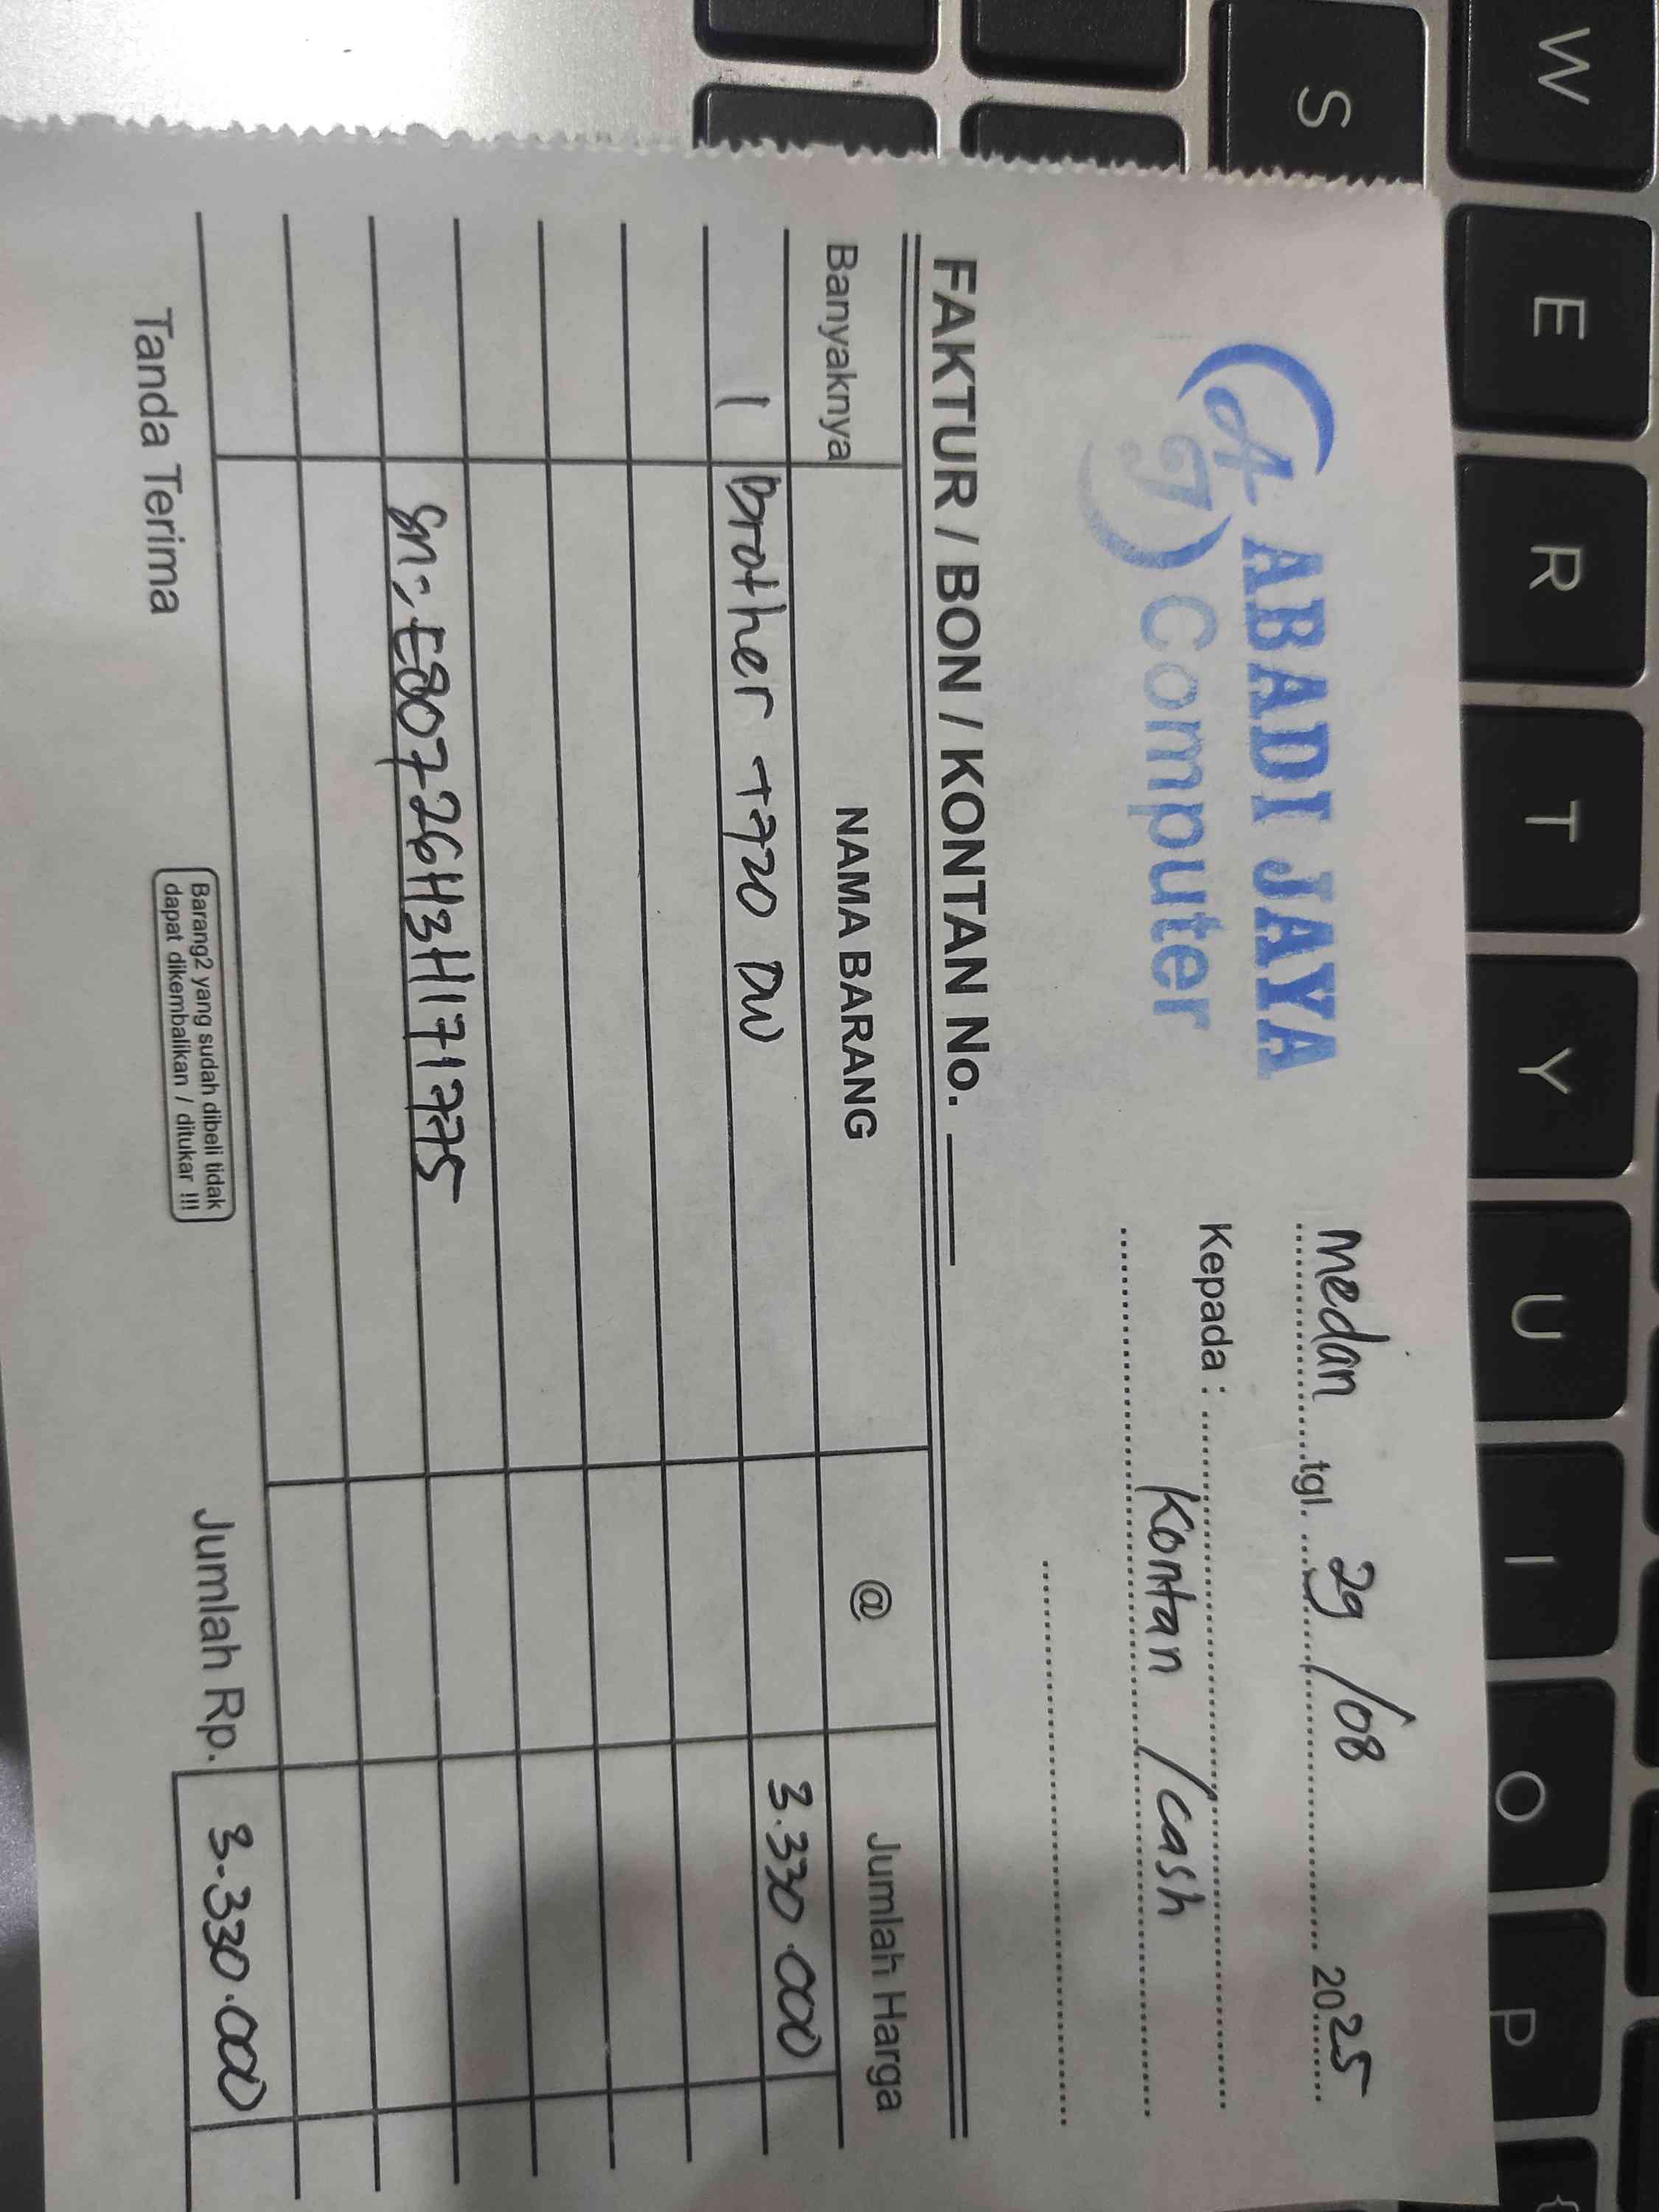 ABADI JAYA
AJ Computer
Medan tgl. 29/08 2025
Kepada : Kontan / Cash
FAKTUR / BON / KONTAN No.
Banyaknya NAMA BARANG @ Jumlah Harga
1 Brother T720 DW 3.330.000
Sn: E80726H3H171775
Tanda Terima
Barang2 yang sudah dibeli tidak
dapat dikembalikan / ditukar !!!
Jumlah Rp. 3.330.000
W
E
R
T
Y
U
I
O
P
S